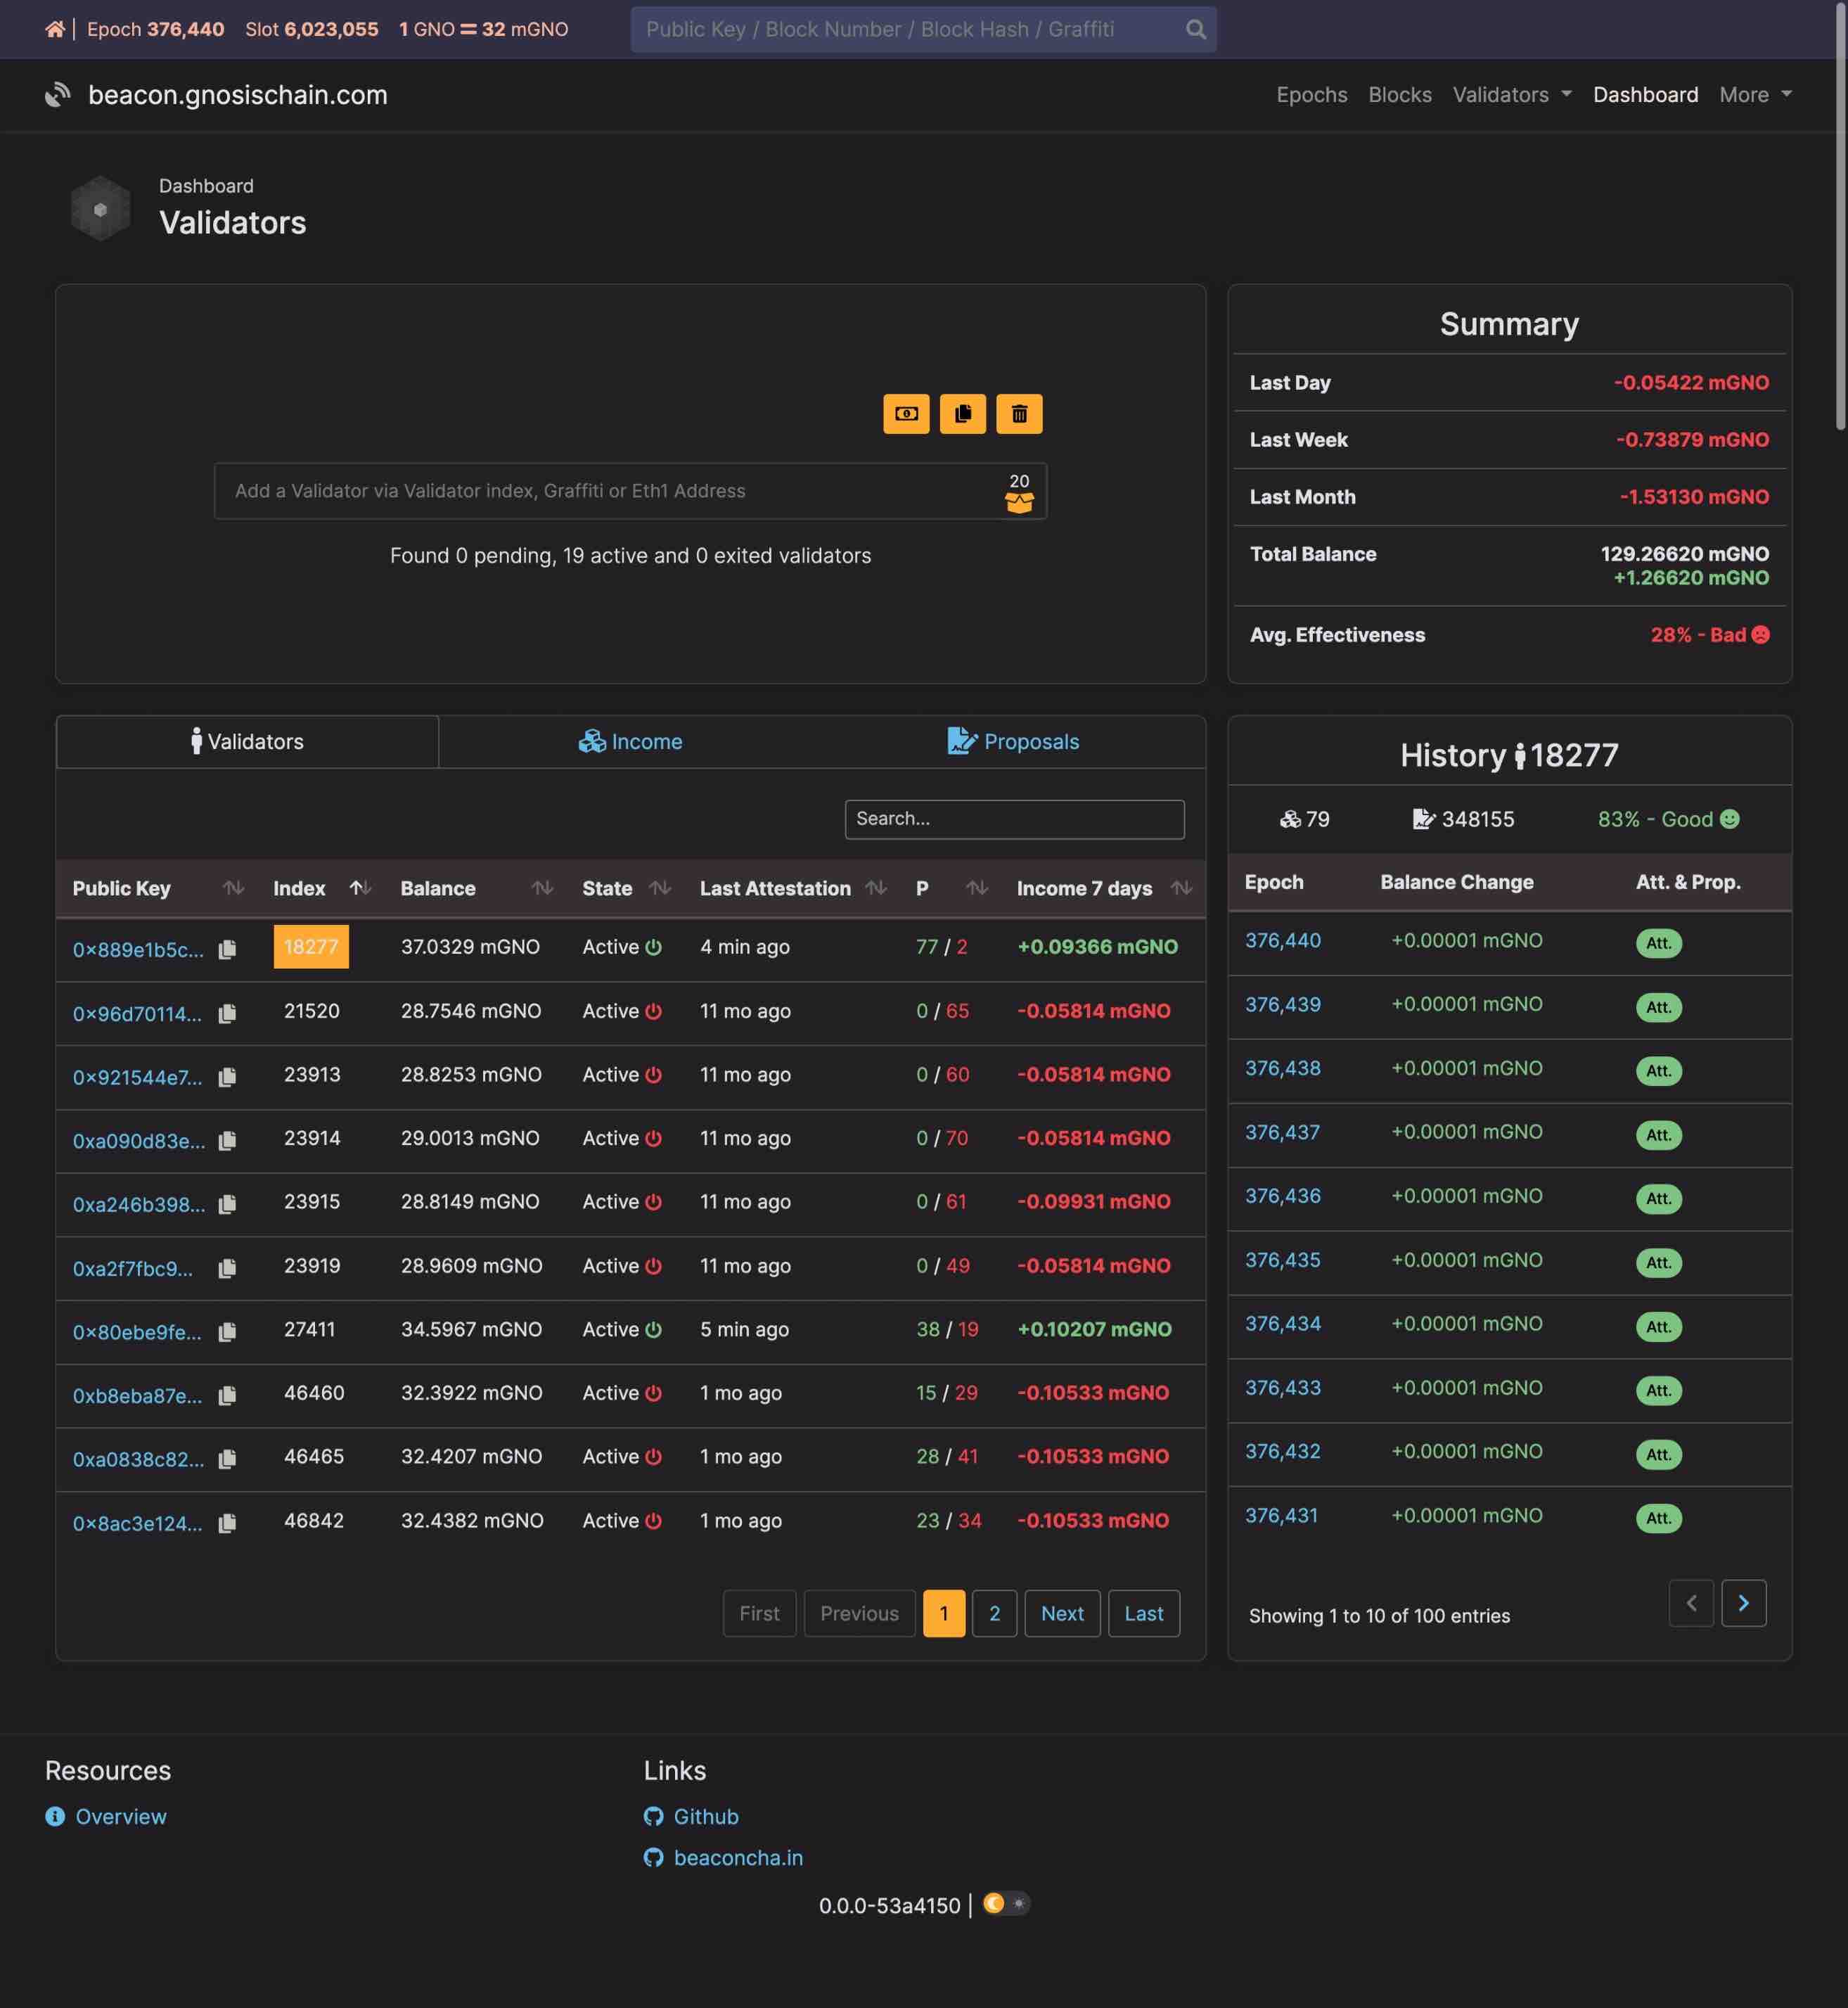 Epoch 376,440 Slot 6,023,055 1 GNO = 32 mGNO
Public Key / Block Number / Block Hash / Graffiti
beacon.gnosischain.com
Epochs Blocks Validators Dashboard More
Dashboard
Validators
20
Add a Validator via Validator index, Graffiti or Eth1 Address
Found 0 pending, 19 active and 0 exited validators
Summary
Last Day -0.05422 mGNO
Last Week -0.73879 mGNO
Last Month -1.53130 mGNO
Total Balance 129.26620 mGNO
+1.26620 mGNO
Avg. Effectiveness 28% - Bad
Validators Income Proposals
Search...
Public Key Index Balance State Last Attestation P Income 7 days
0x889e1b5c... 18277 37.0329 mGNO Active 4 min ago 77 / 2 +0.09366 mGNO
0x96d70114... 21520 28.7546 mGNO Active 11 mo ago 0 / 65 -0.05814 mGNO
0x921544e7... 23913 28.8253 mGNO Active 11 mo ago 0 / 60 -0.05814 mGNO
0xa090d83e... 23914 29.0013 mGNO Active 11 mo ago 0 / 70 -0.05814 mGNO
0xa246b398... 23915 28.8149 mGNO Active 11 mo ago 0 / 61 -0.09931 mGNO
0xa2f7fbc9... 23919 28.9609 mGNO Active 11 mo ago 0 / 49 -0.05814 mGNO
0x80ebe9fe... 27411 34.5967 mGNO Active 5 min ago 38 / 19 +0.10207 mGNO
0xb8eba87e... 46460 32.3922 mGNO Active 1 mo ago 15 / 29 -0.10533 mGNO
0xa0838c82... 46465 32.4207 mGNO Active 1 mo ago 28 / 41 -0.10533 mGNO
0x8ac3e124... 46842 32.4382 mGNO Active 1 mo ago 23 / 34 -0.10533 mGNO
First Previous 1 2 Next Last
History 18277
79 348155 83% - Good
Epoch Balance Change Att. & Prop.
376,440 +0.00001 mGNO Att.
376,439 +0.00001 mGNO Att.
376,438 +0.00001 mGNO Att.
376,437 +0.00001 mGNO Att.
376,436 +0.00001 mGNO Att.
376,435 +0.00001 mGNO Att.
376,434 +0.00001 mGNO Att.
376,433 +0.00001 mGNO Att.
376,432 +0.00001 mGNO Att.
376,431 +0.00001 mGNO Att.
Showing 1 to 10 of 100 entries
Resources
Overview
Links
Github
beaconcha.in
0.0.0-53a4150 |